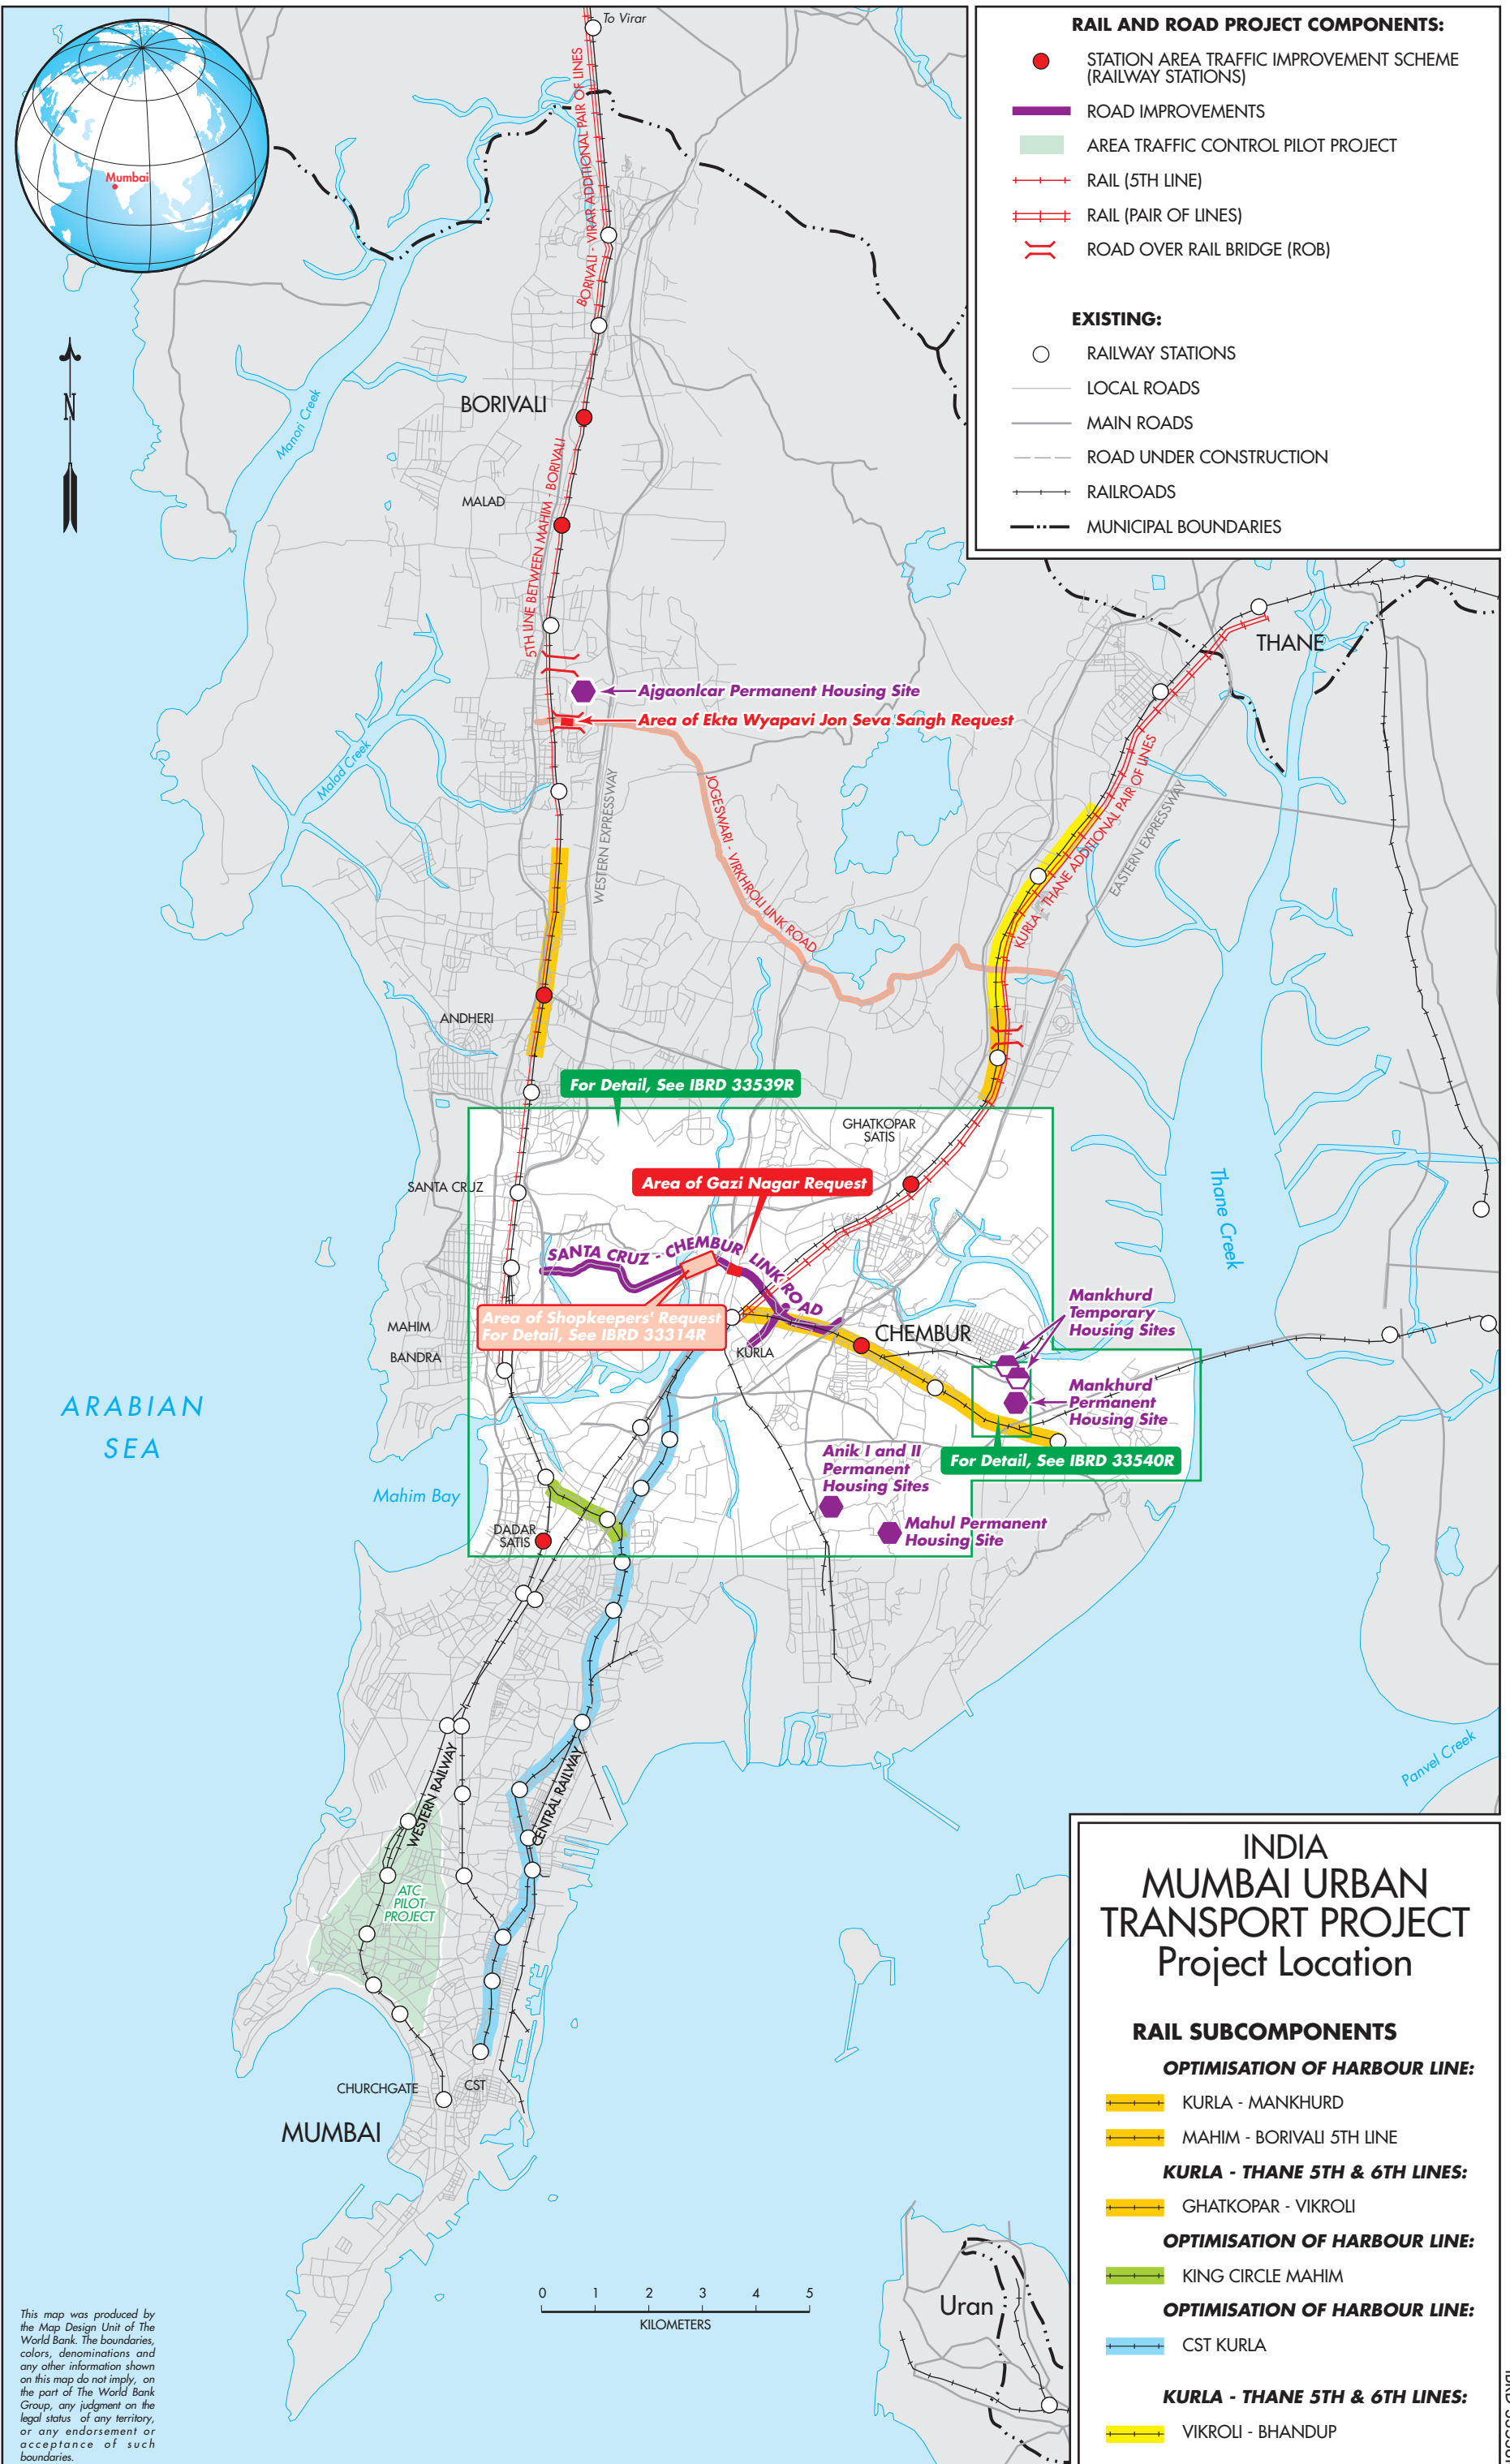 To Virar
BORIVALI - VIRAR ADDITIONAL PAIR OF LINES
Mumbai
N
Manori Creek
BORIVALI
MALAD
5TH LINE BETWEEN MAHIM - BORIVALI
Ajgaonlcar Permanent Housing Site
Area of Ekta Wyapavi Jon Seva Sangh Request
Malad Creek
WESTERN EXPRESSWAY
JOGESWARI - VIRKHROLI LINK ROAD
THANE
KURLA - THANE ADDITIONAL PAIR OF LINES
EASTERN EXPRESSWAY
ANDHERI
For Detail, See IBRD 33539R
GHATKOPAR
SATIS
SANTA CRUZ
Area of Gazi Nagar Request
SANTA CRUZ - CHEMBUR LINK ROAD
Thane Creek
Area of Shopkeepers' Request
For Detail, See IBRD 33314R
MAHIM
BANDRA
KURLA
CHEMBUR
Mankhurd
Temporary
Housing Sites
Mankhurd
Permanent
Housing Site
ARABIAN
SEA
Mahim Bay
Anik I and II
Permanent
Housing Sites
For Detail, See IBRD 33540R
Mahul Permanent
Housing Site
DADAR
SATIS
WESTERN RAILWAY
CENTRAL RAILWAY
Panvel Creek
ATC
PILOT
PROJECT
CHURCHGATE
CST
MUMBAI
Uran
0 1 2 3 4 5
KILOMETERS
This map was produced by
the Map Design Unit of The
World Bank. The boundaries,
colors, denominations and
any other information shown
on this map do not imply, on
the part of The World Bank
Group, any judgment on the
legal status of any territory,
or any endorsement or
acceptance of such
boundaries.
RAIL AND ROAD PROJECT COMPONENTS:
STATION AREA TRAFFIC IMPROVEMENT SCHEME
(RAILWAY STATIONS)
ROAD IMPROVEMENTS
AREA TRAFFIC CONTROL PILOT PROJECT
RAIL (5TH LINE)
RAIL (PAIR OF LINES)
ROAD OVER RAIL BRIDGE (ROB)
EXISTING:
RAILWAY STATIONS
LOCAL ROADS
MAIN ROADS
ROAD UNDER CONSTRUCTION
RAILROADS
MUNICIPAL BOUNDARIES
INDIA
MUMBAI URBAN
TRANSPORT PROJECT
Project Location
RAIL SUBCOMPONENTS
OPTIMISATION OF HARBOUR LINE:
KURLA - MANKHURD
MAHIM - BORIVALI 5TH LINE
KURLA - THANE 5TH & 6TH LINES:
GHATKOPAR - VIKROLI
OPTIMISATION OF HARBOUR LINE:
KING CIRCLE MAHIM
OPTIMISATION OF HARBOUR LINE:
CST KURLA
KURLA - THANE 5TH & 6TH LINES:
VIKROLI - BHANDUP